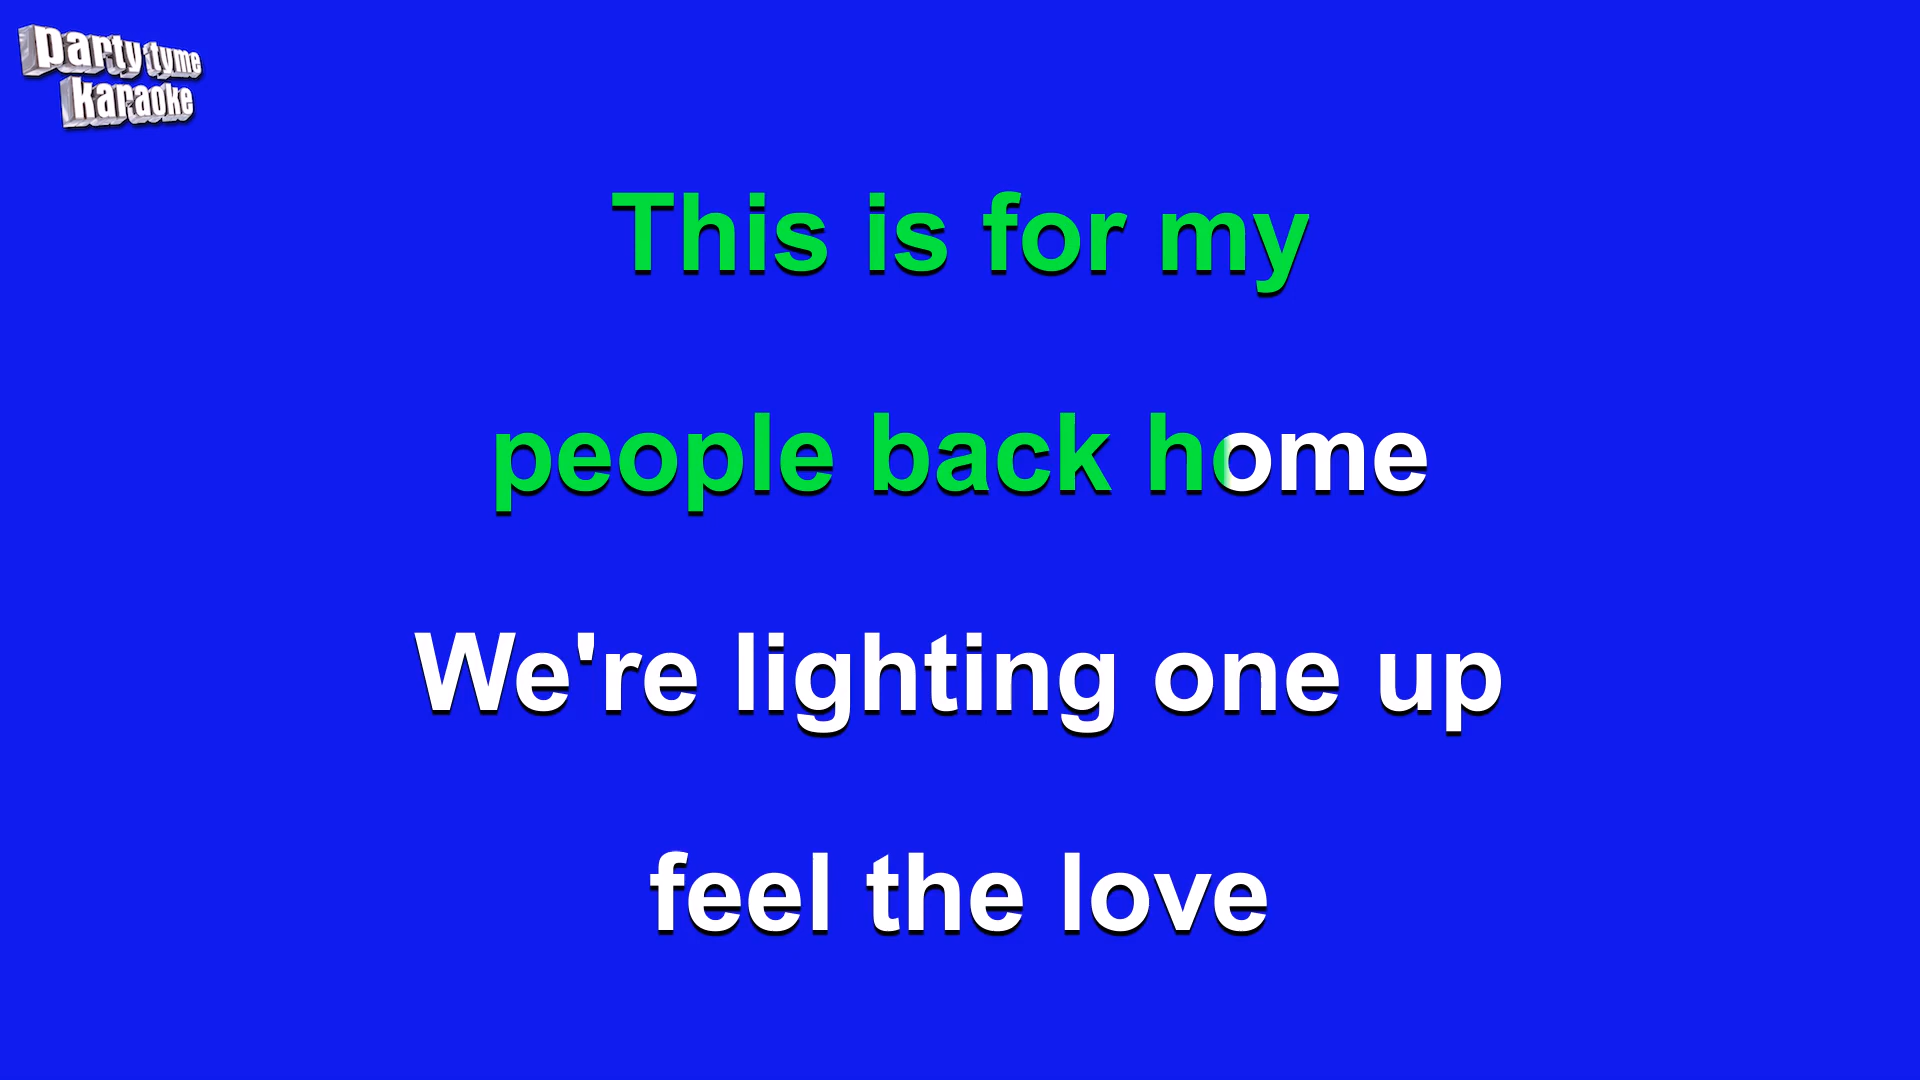 party tyme
karaoke
This is for my
people back home
We're lighting one up
feel the love